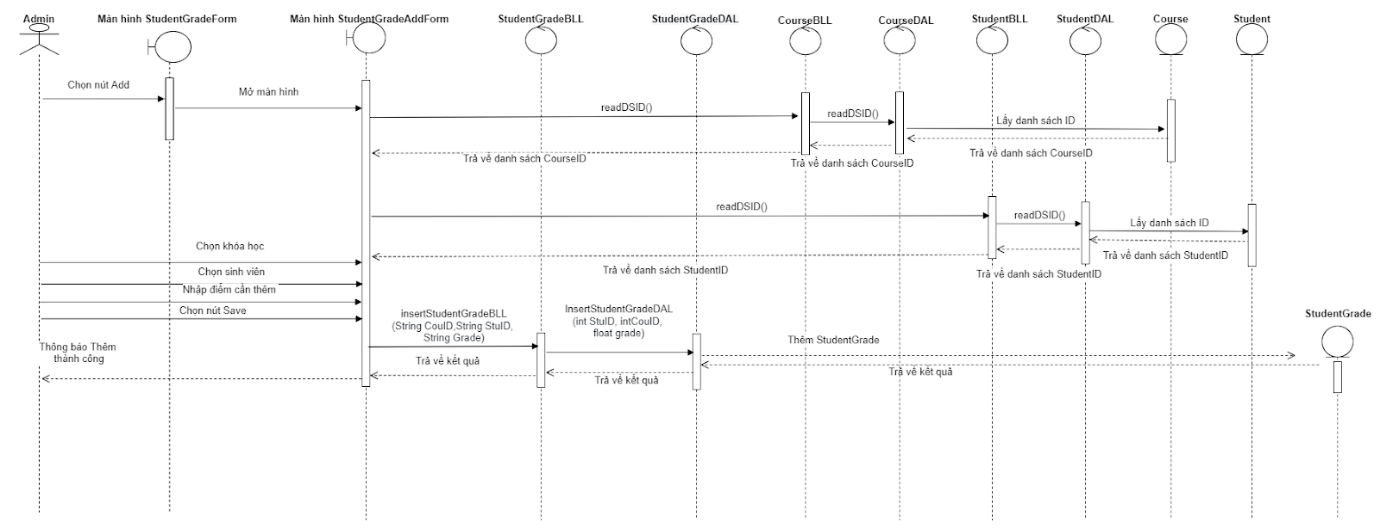 Admin
Màn hình StudentGradeForm
Màn hình StudentGradeAddForm
StudentGradeBLL
StudentGradeDAL
CourseBLL
CourseDAL
StudentBLL
StudentDAL
Course
Student
Chọn nút Add
Mở màn hình
readDSID()
readDSID()
Lấy danh sách ID
Trả về danh sách CourseID
Trả về danh sách CourseID
Trả về danh sách CourseID
readDSID()
readDSID()
Lấy danh sách ID
Chọn khóa học
Trả về danh sách StudentID
Trả về danh sách StudentID
Trả về danh sách StudentID
Chọn sinh viên
Nhập điểm cần thêm
Chọn nút Save
insertStudentGradeBLL
(String CouID,String StuID,
String Grade)
InsertStudentGradeDAL
(int StuID, intCouID,
float grade)
StudentGrade
Thêm StudentGrade
Thông báo Thêm
thành công
Trả về kết quả
Trả về kết quả
Trả về kết quả